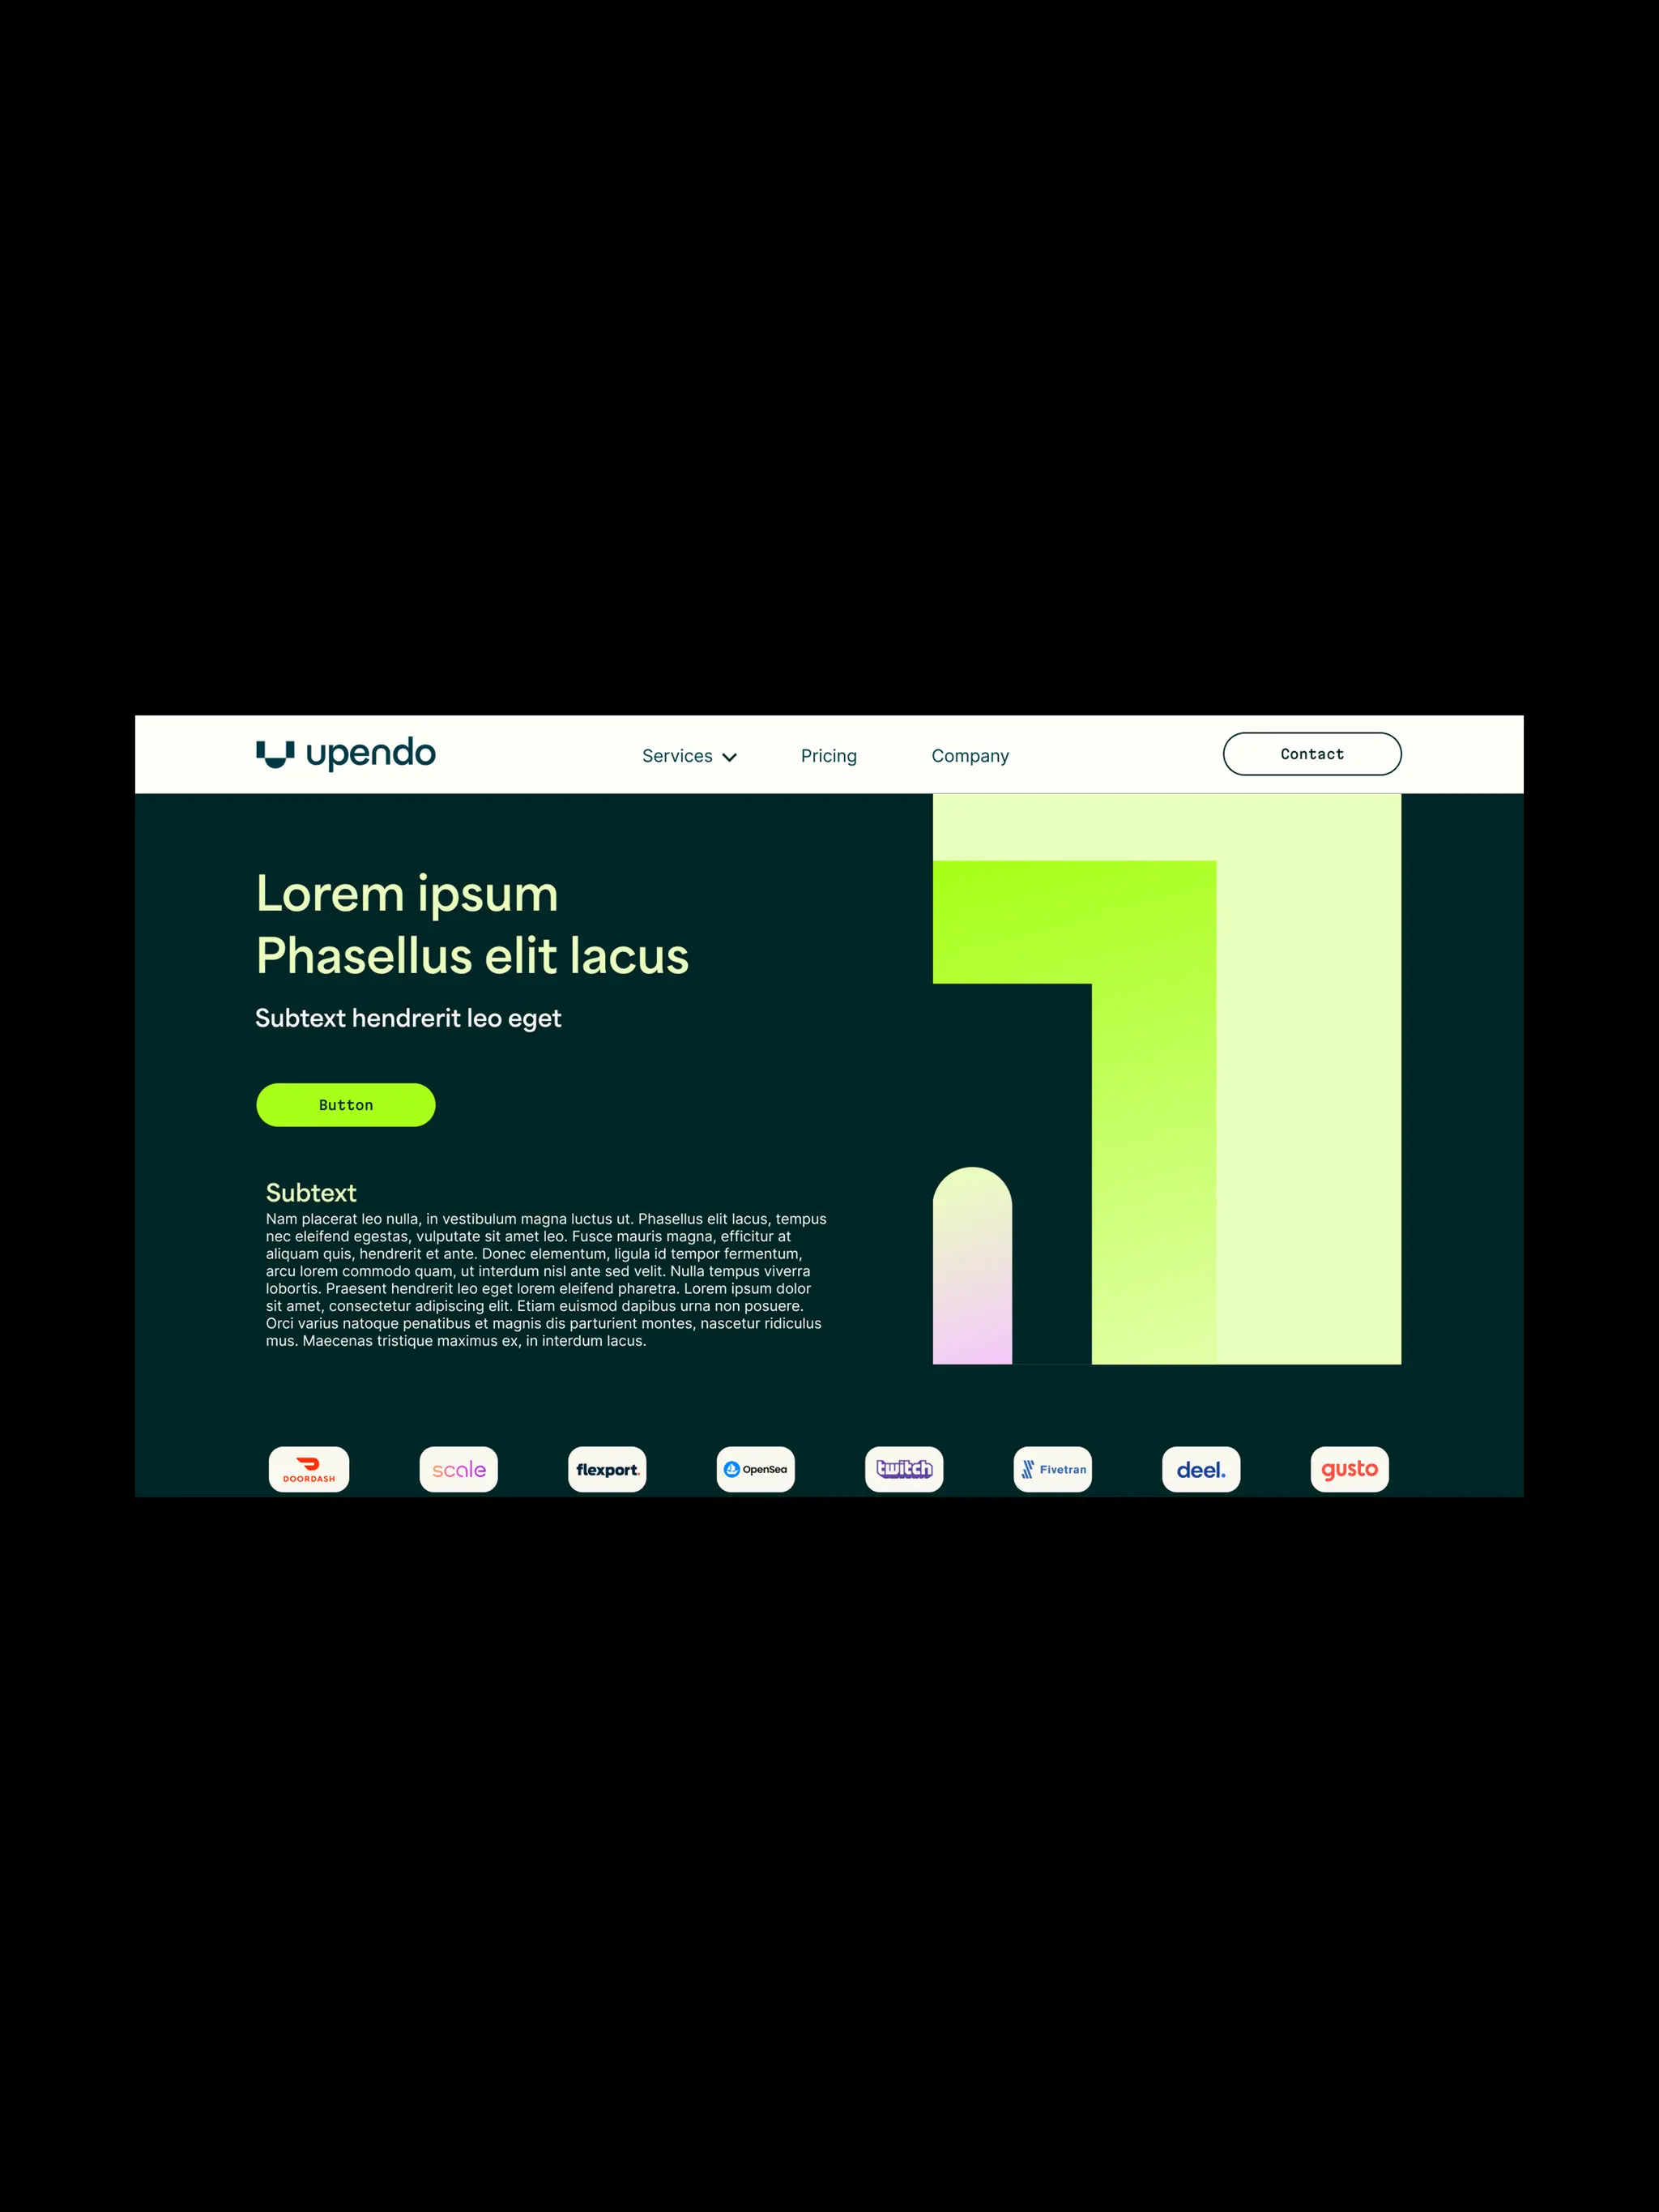 upendo
Services
Pricing
Company
Contact
Lorem ipsum
Phasellus elit lacus
Subtext hendrerit leo eget
Button
Subtext
Nam placerat leo nulla, in vestibulum magna luctus ut. Phasellus elit lacus, tempus
nec eleifend egestas, vulputate sit amet leo. Fusce mauris magna, efficitur at
aliquam quis, hendrerit et ante. Donec elementum, ligula id tempor fermentum,
arcu lorem commodo quam, ut interdum nisl ante sed velit. Nulla tempus viverra
lobortis. Praesent hendrerit leo eget lorem eleifend pharetra. Lorem ipsum dolor
sit amet, consectetur adipiscing elit. Etiam euismod dapibus urna non posuere.
Orci varius natoque penatibus et magnis dis parturient montes, nascetur ridiculus
mus. Maecenas tristique maximus ex, in interdum lacus.
DOORDASH
scale
flexport.
OpenSea
twitch
Fivetran
deel.
gusto